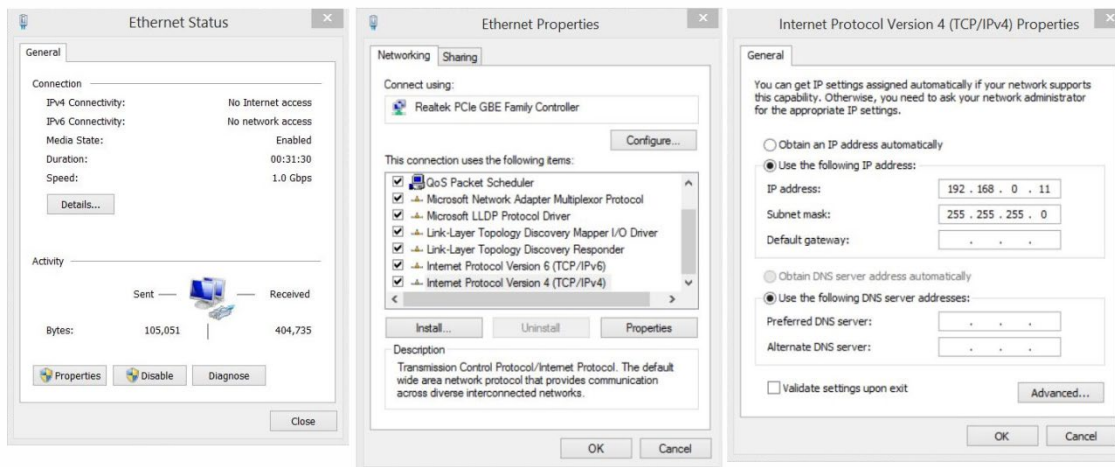 Ethernet Status
General
Connection
IPv4 Connectivity: No Internet access
IPv6 Connectivity: No network access
Media State: Enabled
Duration: 00:31:30
Speed: 1.0 Gbps
Details...
Activity
Sent — Received
Bytes: 105,051 | 404,735
Properties Disable Diagnose
Close
Ethernet Properties
Networking Sharing
Connect using:
Realtek PCIe GBE Family Controller
Configure...
This connection uses the following items:
QoS Packet Scheduler
Microsoft Network Adapter Multiplexor Protocol
Microsoft LLDP Protocol Driver
Link-Layer Topology Discovery Mapper I/O Driver
Link-Layer Topology Discovery Responder
Internet Protocol Version 6 (TCP/IPv6)
Internet Protocol Version 4 (TCP/IPv4)
Install... Uninstall Properties
Description
Transmission Control Protocol/Internet Protocol. The default
wide area network protocol that provides communication
across diverse interconnected networks.
OK Cancel
Internet Protocol Version 4 (TCP/IPv4) Properties
General
You can get IP settings assigned automatically if your network supports
this capability. Otherwise, you need to ask your network administrator
for the appropriate IP settings.
Obtain an IP address automatically
Use the following IP address:
IP address: 192 . 168 . 0 . 11
Subnet mask: 255 . 255 . 255 . 0
Default gateway: . . .
Obtain DNS server address automatically
Use the following DNS server addresses:
Preferred DNS server: . . .
Alternate DNS server: . . .
Validate settings upon exit
Advanced...
OK Cancel